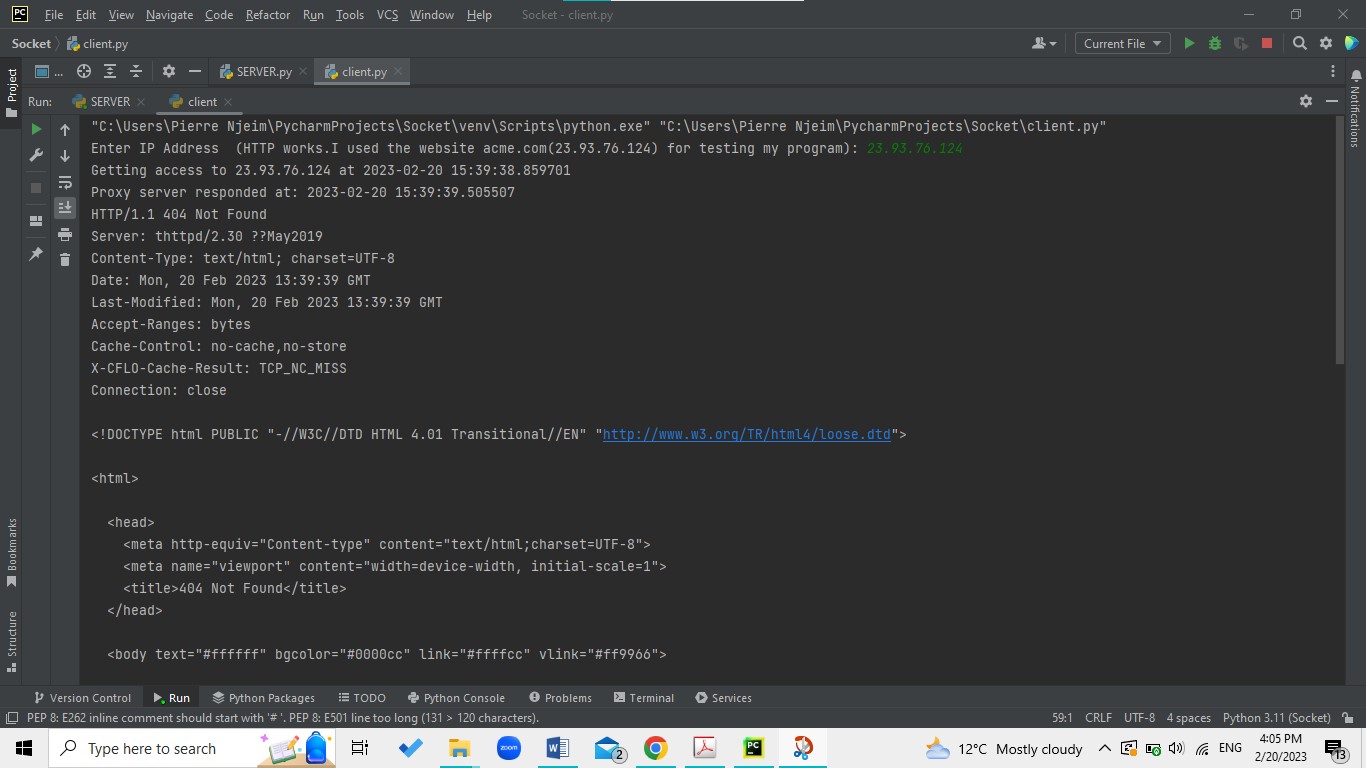 PC File Edit View Navigate Code Refactor Run Tools VCS Window Help Socket - client.py
Socket client.py Current File
... SERVER.py client.py
Project
Notifications
Run: SERVER client
"C:\Users\Pierre Njeim\PycharmProjects\Socket\venv\Scripts\python.exe" "C:\Users\Pierre Njeim\PycharmProjects\Socket\client.py"
Enter IP Address  (HTTP works.I used the website acme.com(23.93.76.124) for testing my program): 23.93.76.124
Getting access to 23.93.76.124 at 2023-02-20 15:39:38.859701
Proxy server responded at: 2023-02-20 15:39:39.505507
HTTP/1.1 404 Not Found
Server: thttpd/2.30 ??May2019
Content-Type: text/html; charset=UTF-8
Date: Mon, 20 Feb 2023 13:39:39 GMT
Last-Modified: Mon, 20 Feb 2023 13:39:39 GMT
Accept-Ranges: bytes
Cache-Control: no-cache,no-store
X-CFLO-Cache-Result: TCP_NC_MISS
Connection: close
<!DOCTYPE html PUBLIC "-//W3C//DTD HTML 4.01 Transitional//EN" "http://www.w3.org/TR/html4/loose.dtd">
<html>
<head>
<meta http-equiv="Content-type" content="text/html;charset=UTF-8">
<meta name="viewport" content="width=device-width, initial-scale=1">
<title>404 Not Found</title>
</head>
<body text="#ffffff" bgcolor="#0000cc" link="#ffffcc" vlink="#ff9966">
Bookmarks
Structure
Version Control Run Python Packages TODO Python Console Problems Terminal Services
PEP 8: E262 inline comment should start with '# '. PEP 8: E501 line too long (131 > 120 characters). 59:1 CRLF UTF-8 4 spaces Python 3.11 (Socket)
Type here to search zoom W 2 PC 12°C Mostly cloudy ENG 4:05 PM 13
2/20/2023